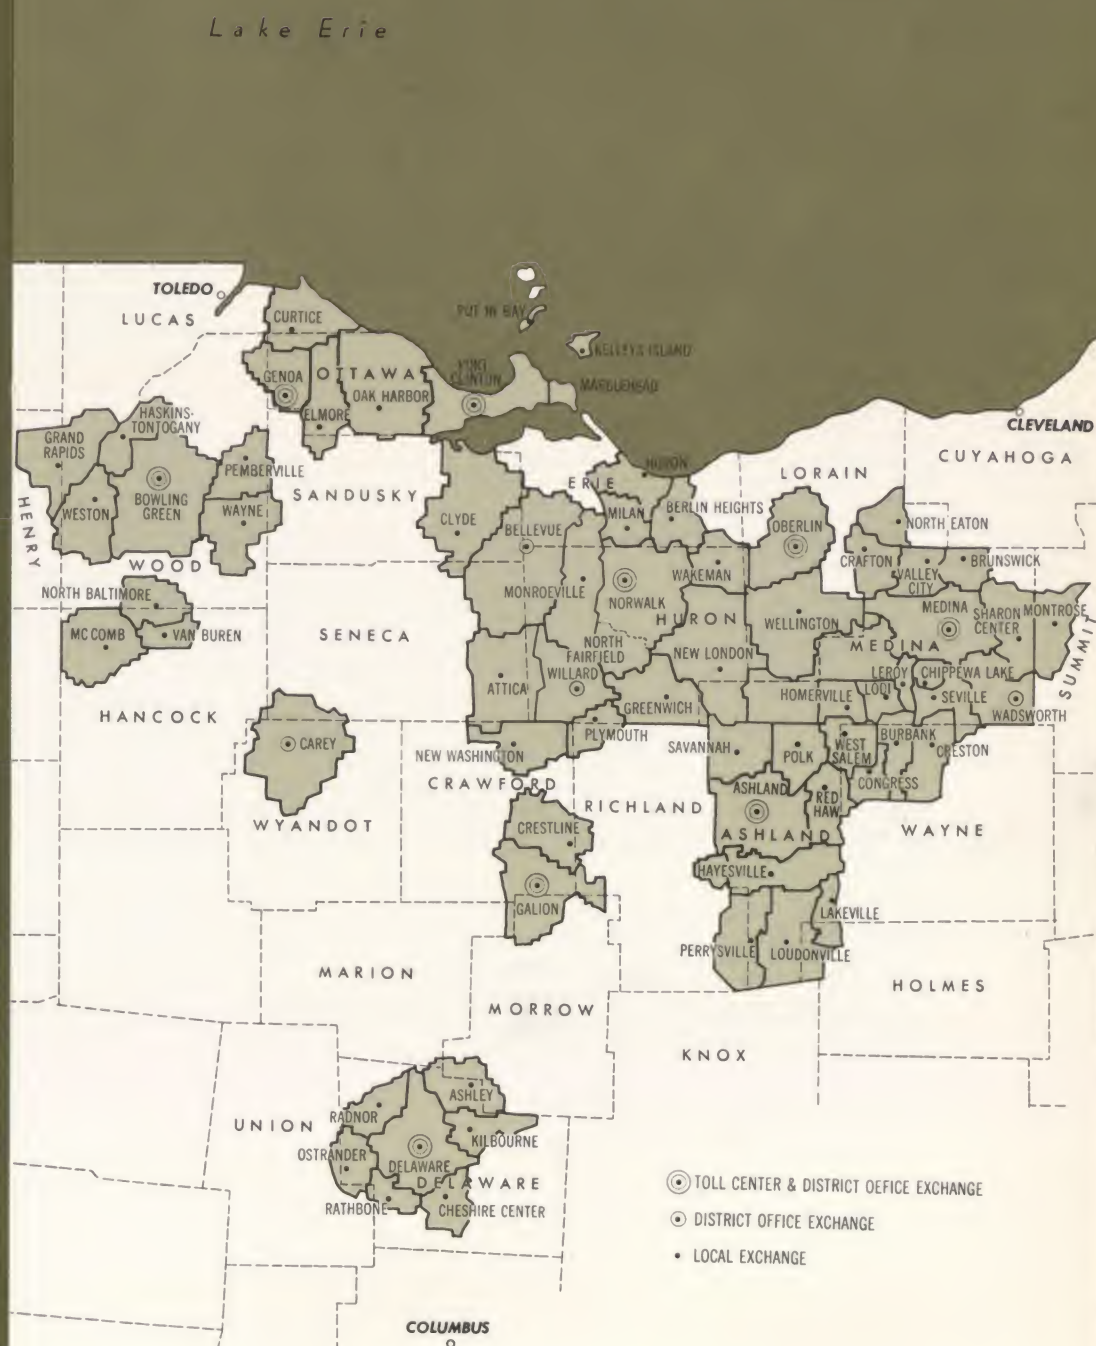 Lake Erie
TOLEDO
LUCAS
CURTICE
PUT IN BAY
KELLEYS ISLAND
GENOA
OTTAWA
PORT
CLINTON
MARBLEHEAD
OAK HARBOR
ELMORE
CLEVELAND
HASKINS-
TONTOGANY
GRAND
RAPIDS
PEMBERVILLE
SANDUSKY
HURON
ERIE
LORAIN
CUYAHOGA
HENRY
WESTON
BOWLING
GREEN
WAYNE
CLYDE
BELLEVUE
MILAN
BERLIN HEIGHTS
OBERLIN
NORTH EATON
WOOD
NORTH BALTIMORE
MONROEVILLE
NORWALK
WAKEMAN
CRAFTON
VALLEY
CITY
BRUNSWICK
MC COMB
VAN BUREN
SENECA
HURON
WELLINGTON
MEDINA
SHARON
CENTER
MONTROSE
NORTH
FAIRFIELD
NEW LONDON
MEDINA
SUMMIT
ATTICA
WILLARD
LEROY
CHIPPEWA LAKE
HANCOCK
GREENWICH
HOMERVILLE
LODI
SEVILLE
WADSWORTH
CAREY
NEW WASHINGTON
PLYMOUTH
SAVANNAH
POLK
WEST
SALEM
BURBANK
CRESTON
CRAWFORD
CONGRESS
WYANDOT
RICHLAND
ASHLAND
RED
HAW
CRESTLINE
ASHLAND
WAYNE
HAYESVILLE
GALION
LAKEVILLE
PERRYSVILLE
LOUDONVILLE
MARION
MORROW
HOLMES
KNOX
ASHLEY
RADNOR
UNION
KILBOURNE
OSTRANDER
DELAWARE
DELAWARE
RATHBONE
CHESHIRE CENTER
TOLL CENTER & DISTRICT OEFICE EXCHANGE
DISTRICT OFFICE EXCHANGE
LOCAL EXCHANGE
COLUMBUS